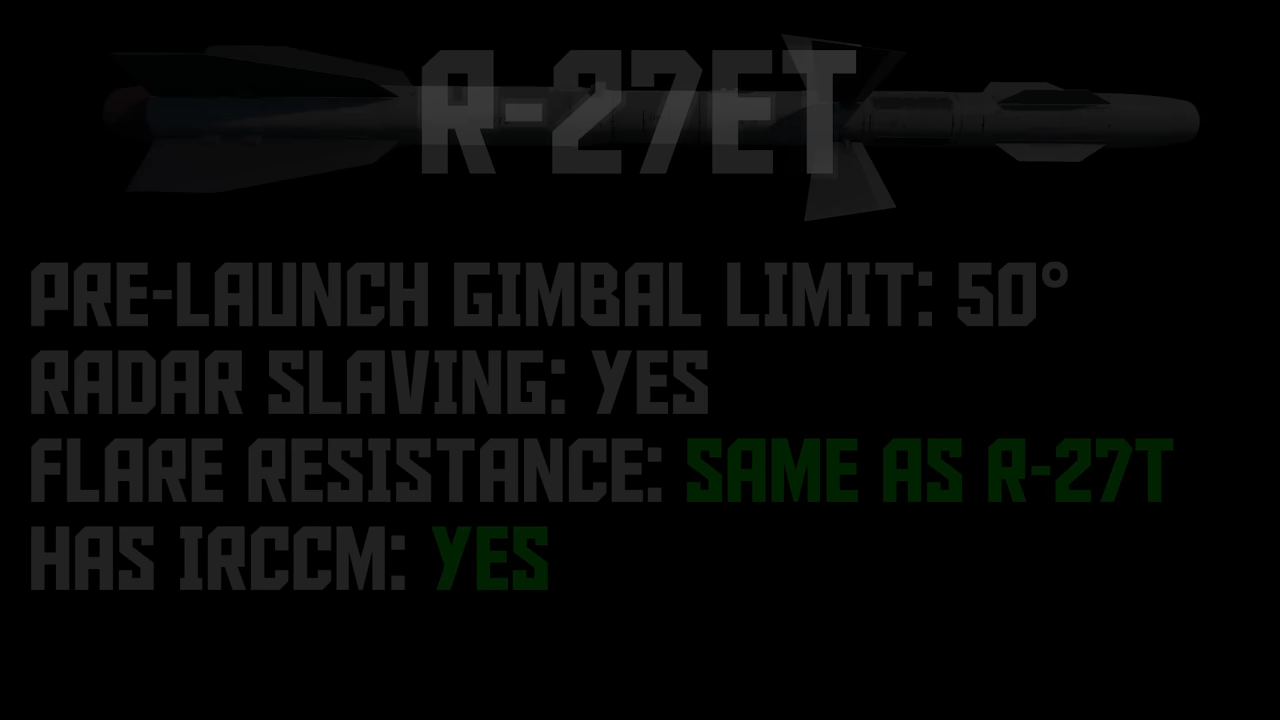 R-27ET
PRE-LAUNCH GIMBAL LIMIT: 50°
RADAR SLAVING: YES
FLARE RESISTANCE: SAME AS R-27T
HAS IRCCM: YES